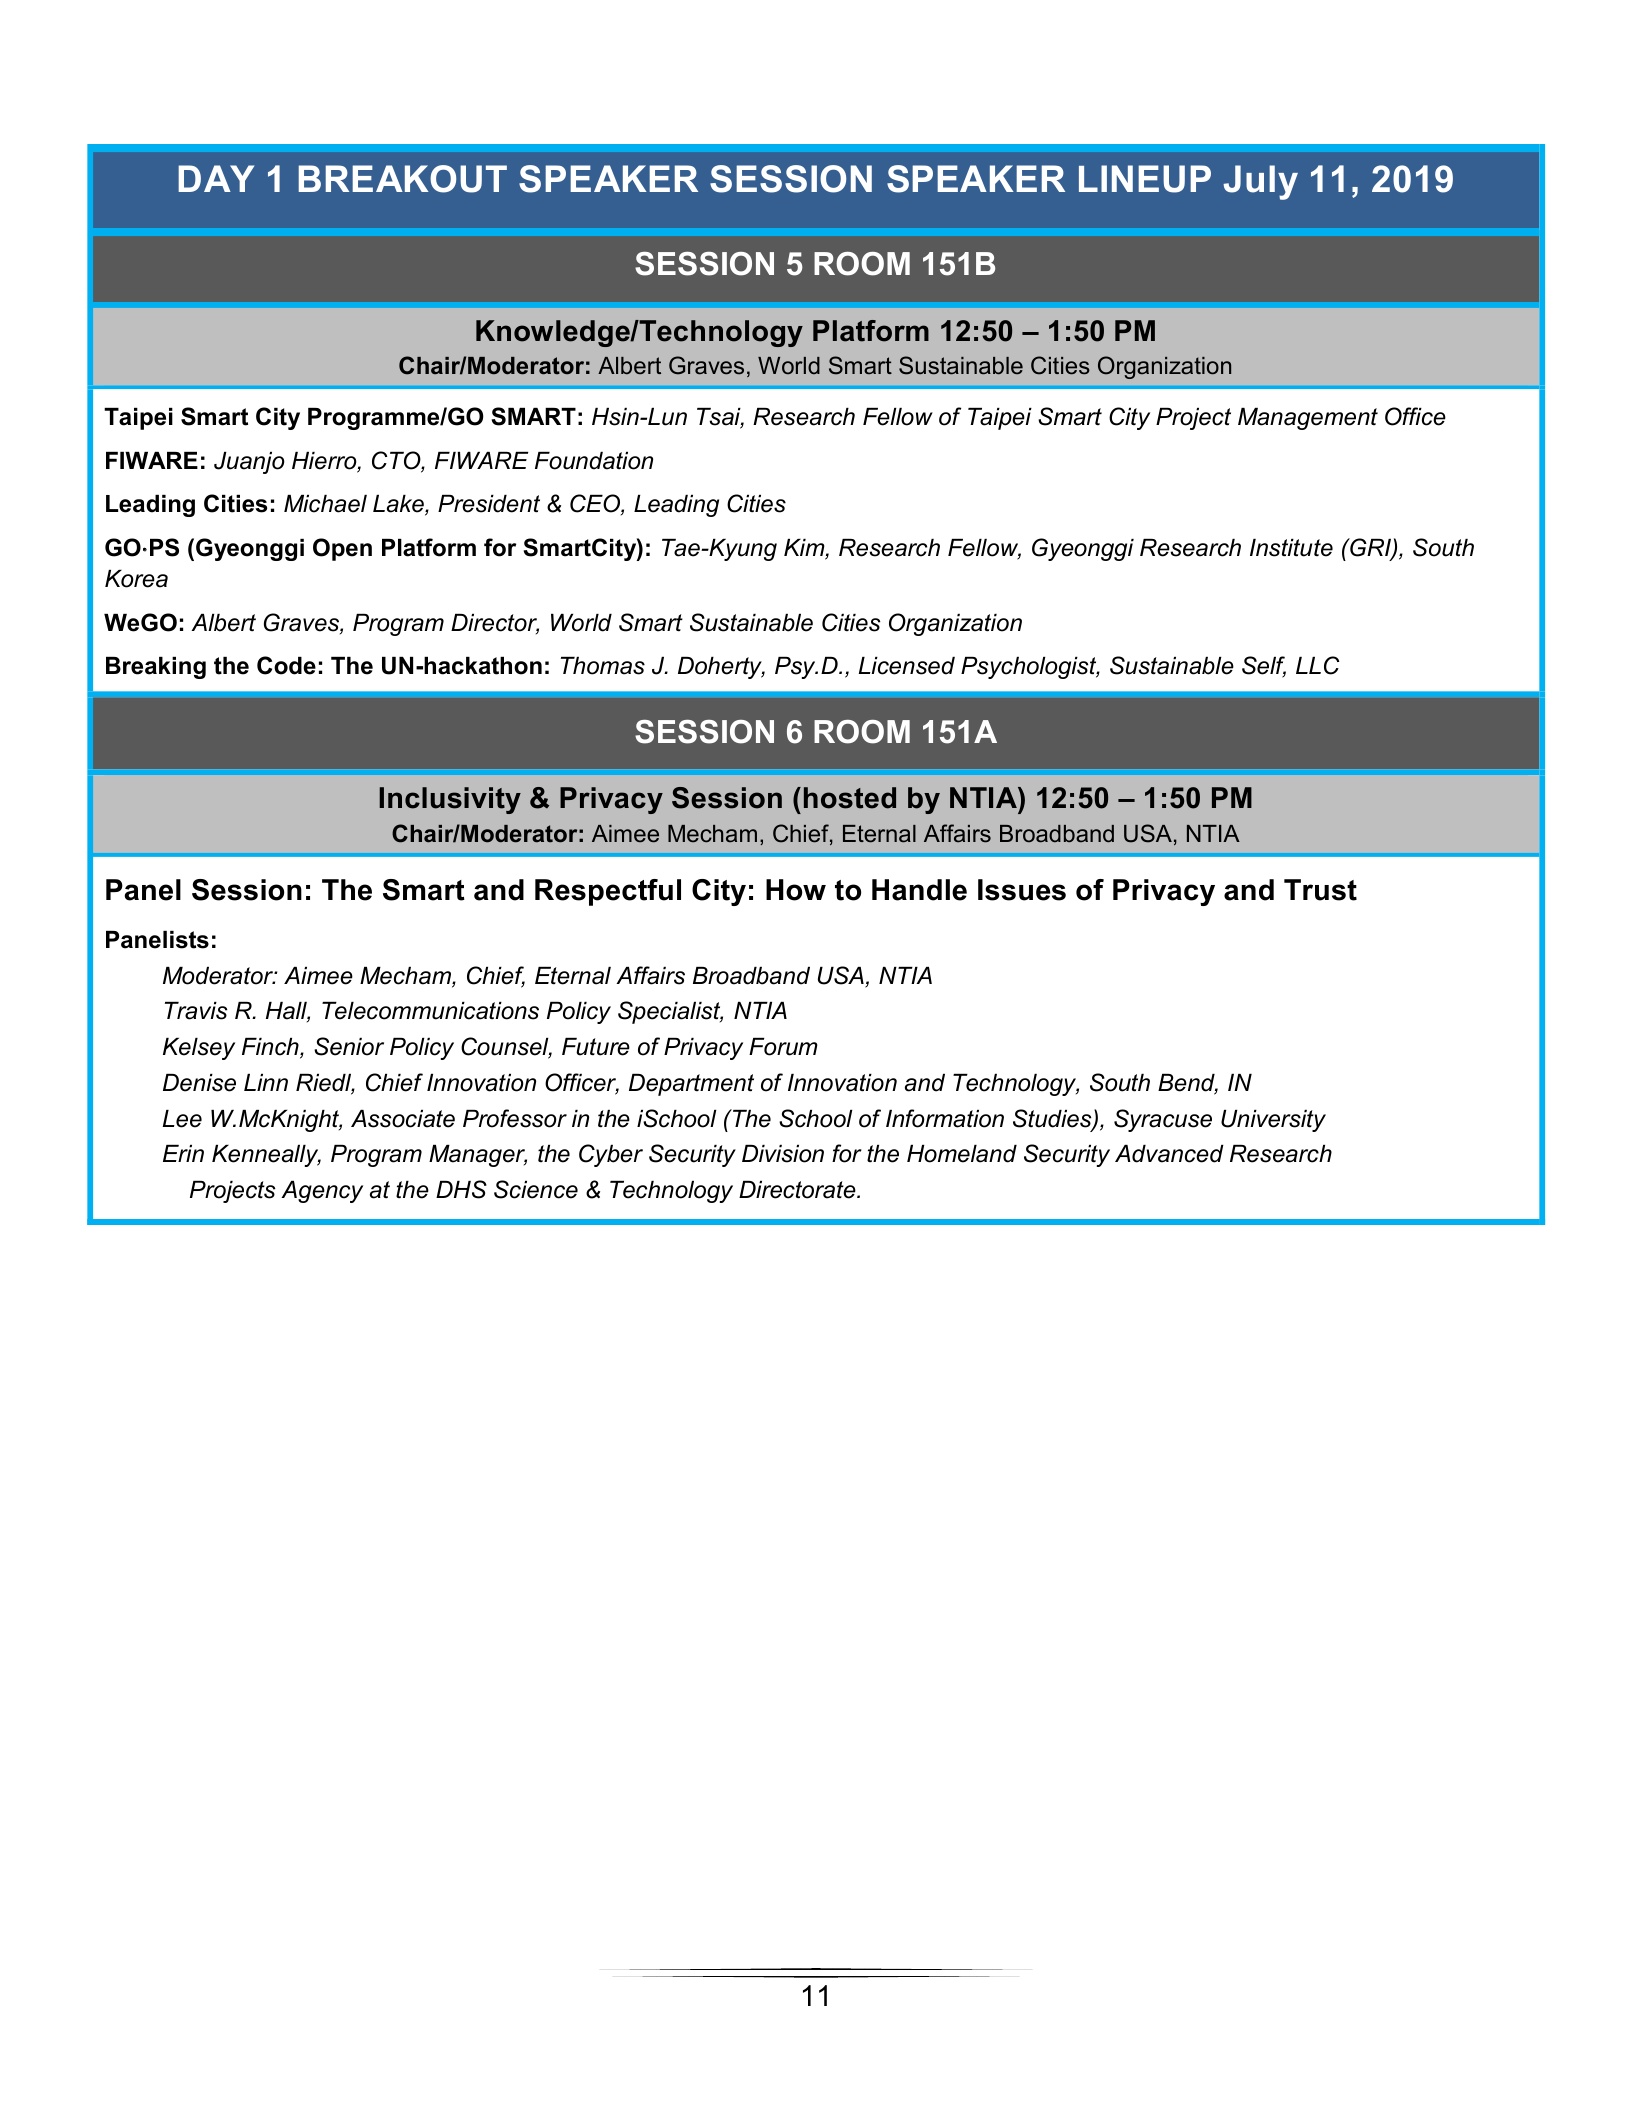 DAY 1 BREAKOUT SPEAKER SESSION SPEAKER LINEUP July 11, 2019
SESSION 5 ROOM 151B
Knowledge/Technology Platform 12:50 – 1:50 PM
Chair/Moderator: Albert Graves, World Smart Sustainable Cities Organization
Taipei Smart City Programme/GO SMART: Hsin-Lun Tsai, Research Fellow of Taipei Smart City Project Management Office
FIWARE: Juanjo Hierro, CTO, FIWARE Foundation
Leading Cities: Michael Lake, President & CEO, Leading Cities
GO·PS (Gyeonggi Open Platform for SmartCity): Tae-Kyung Kim, Research Fellow, Gyeonggi Research Institute (GRI), South
Korea
WeGO: Albert Graves, Program Director, World Smart Sustainable Cities Organization
Breaking the Code: The UN-hackathon: Thomas J. Doherty, Psy.D., Licensed Psychologist, Sustainable Self, LLC
SESSION 6 ROOM 151A
Inclusivity & Privacy Session (hosted by NTIA) 12:50 – 1:50 PM
Chair/Moderator: Aimee Mecham, Chief, Eternal Affairs Broadband USA, NTIA
Panel Session: The Smart and Respectful City: How to Handle Issues of Privacy and Trust
Panelists:
Moderator: Aimee Mecham, Chief, Eternal Affairs Broadband USA, NTIA
Travis R. Hall, Telecommunications Policy Specialist, NTIA
Kelsey Finch, Senior Policy Counsel, Future of Privacy Forum
Denise Linn Riedl, Chief Innovation Officer, Department of Innovation and Technology, South Bend, IN
Lee W.McKnight, Associate Professor in the iSchool (The School of Information Studies), Syracuse University
Erin Kenneally, Program Manager, the Cyber Security Division for the Homeland Security Advanced Research
Projects Agency at the DHS Science & Technology Directorate.
11